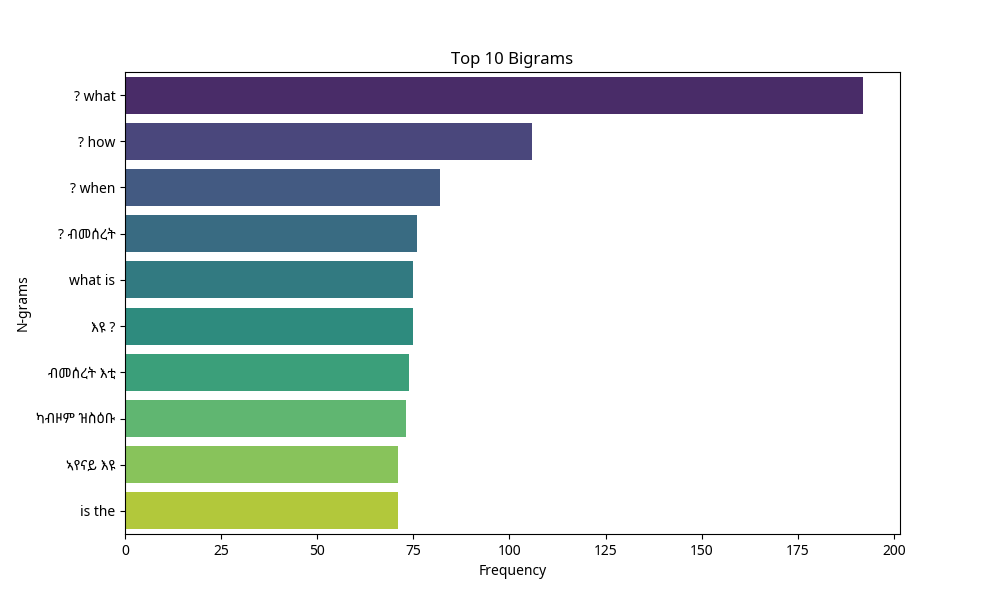 Top 10 Bigrams
? what
? how
? when
? ብመሰረት
what is
እዩ ?
ብመሰረት እቲ
ካብዞም ዝስዕቡ
ኣየናይ እዩ
is the
N-grams
0 25 50 75 100 125 150 175 200
Frequency